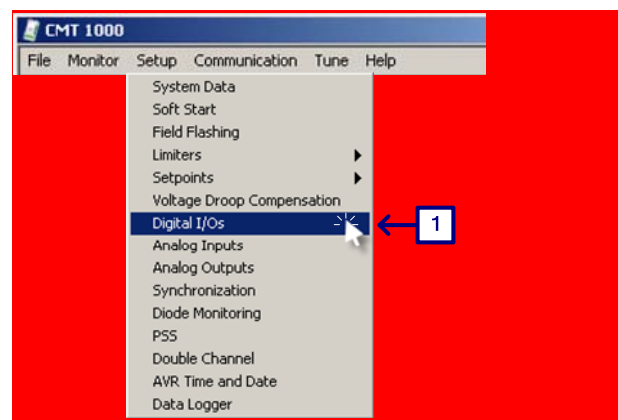 CMT 1000
File Monitor Setup Communication Tune Help
System Data
Soft Start
Field Flashing
Limiters
Setpoints
Voltage Droop Compensation
Digital I/Os
1
Analog Inputs
Analog Outputs
Synchronization
Diode Monitoring
PSS
Double Channel
AVR Time and Date
Data Logger